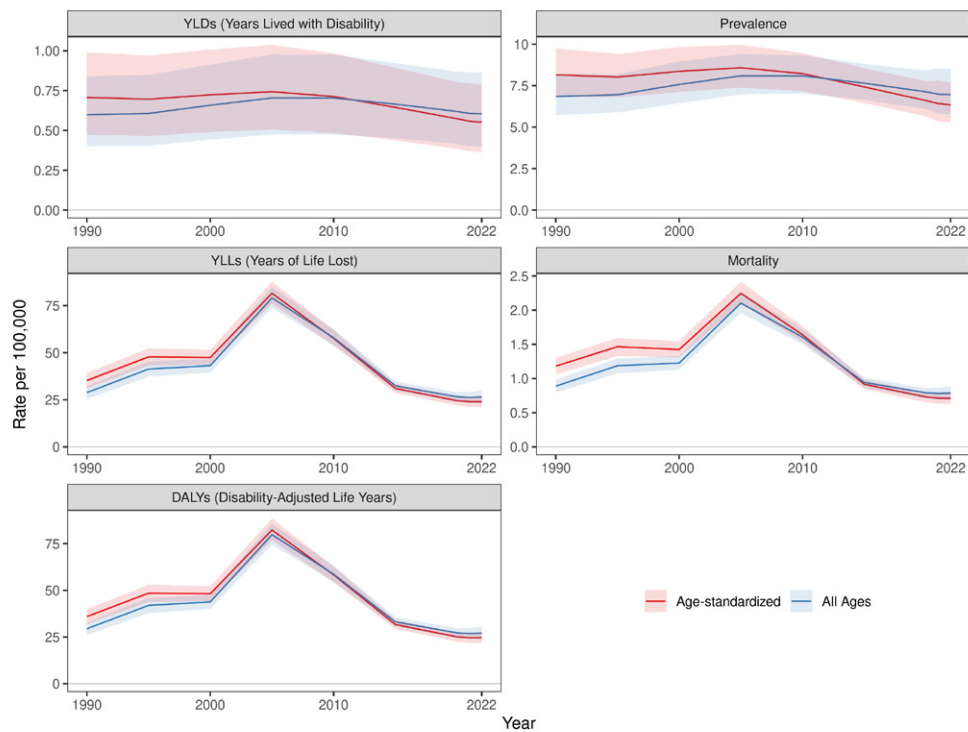 YLDs (Years Lived with Disability)
1.00
0.75
0.50
0.25
0.00
1990 2000 2010 2022
Prevalence
10
7.5
5.0
2.5
0.0
1990 2000 2010 2022
YLLs (Years of Life Lost)
75
50
25
0
1990 2000 2010 2022
Mortality
2.5
2.0
1.5
1.0
0.5
0.0
1990 2000 2010 2022
DALYs (Disability-Adjusted Life Years)
75
50
25
0
1990 2000 2010 2022
Rate per 100,000
Year
Age-standardized All Ages